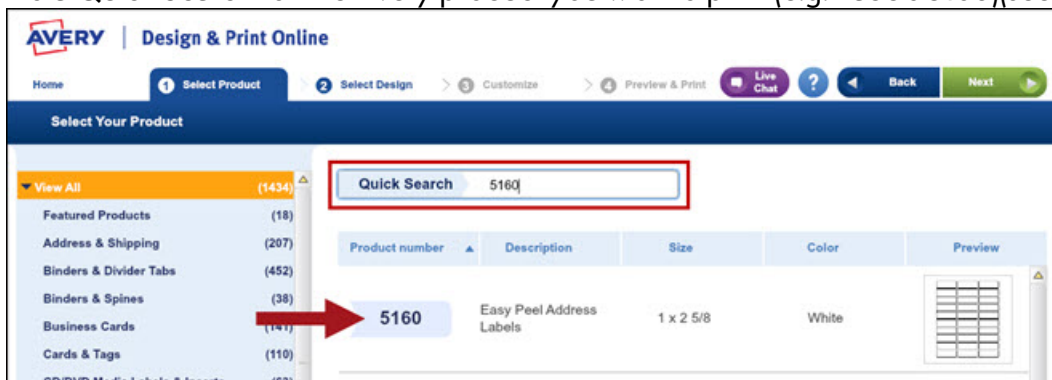 AVERY | Design & Print Online
Home 1 Select Product 2 Select Design > 3 Customize > 4 Preview & Print Live Chat ? Back Next
Select Your Product
View All (1434)
Featured Products (18)
Address & Shipping (207)
Binders & Divider Tabs (452)
Binders & Spines (38)
Business Cards (141)
Cards & Tags (110)
Quick Search 5160
Product number Description Size Color Preview
5160 Easy Peel Address Labels 1 x 2 5/8 White